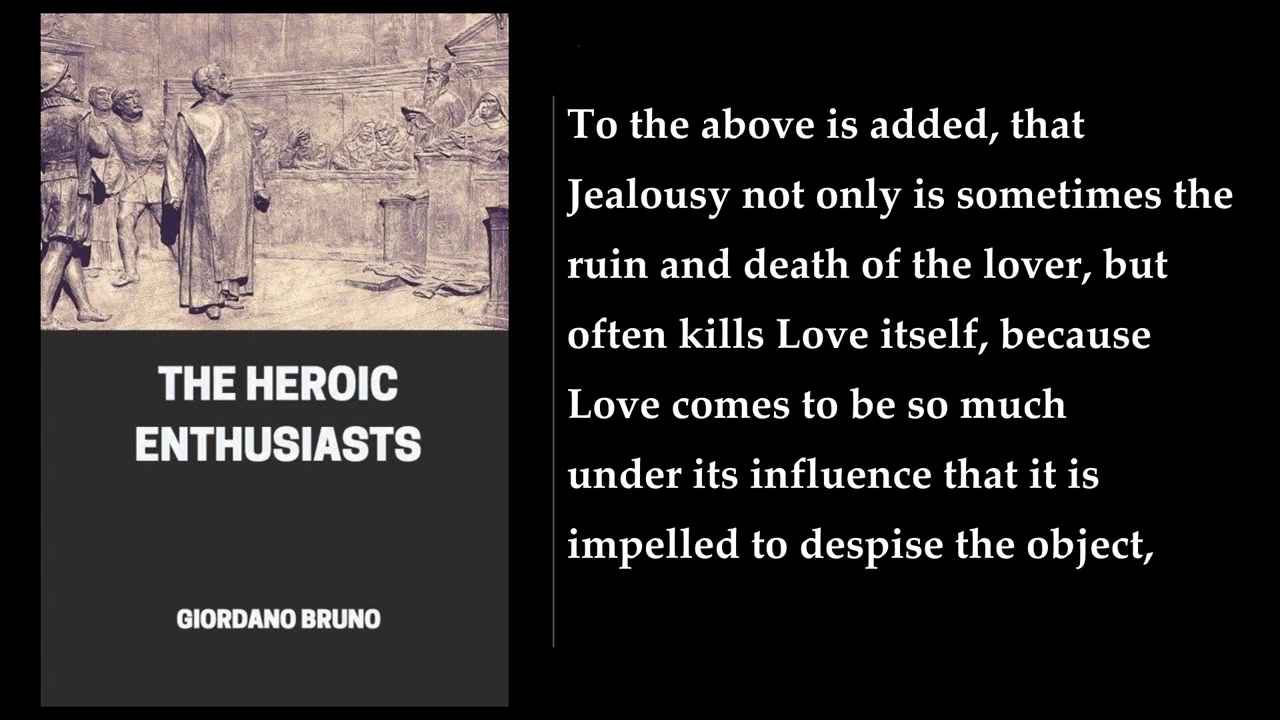 THE HEROIC
ENTHUSIASTS
GIORDANO BRUNO
To the above is added, that
Jealousy not only is sometimes the
ruin and death of the lover, but
often kills Love itself, because
Love comes to be so much
under its influence that it is
impelled to despise the object,